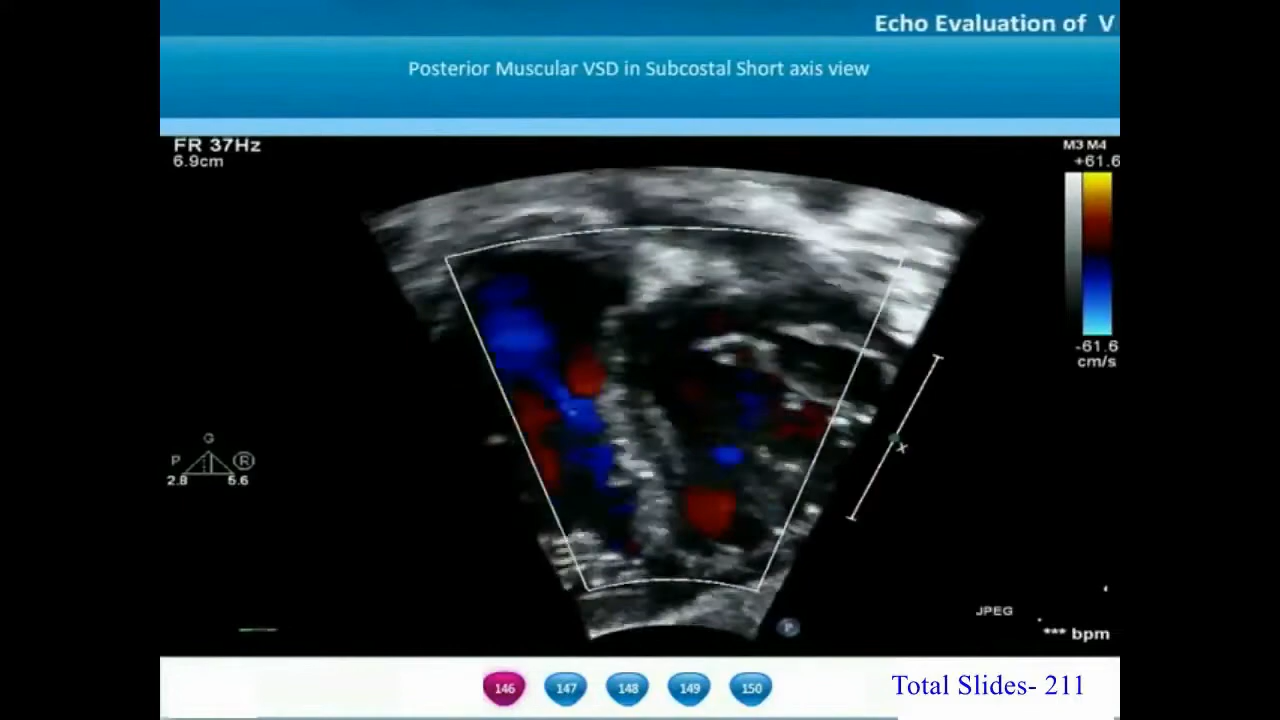 Echo Evaluation of V
Posterior Muscular VSD in Subcostal Short axis view
FR 37Hz
6.9cm
M3 M4
+61.6
-61.6
cm/s
G
P R
2.8 5.6
x
P
JPEG
*** bpm
146 147 148 149 150
Total Slides- 211